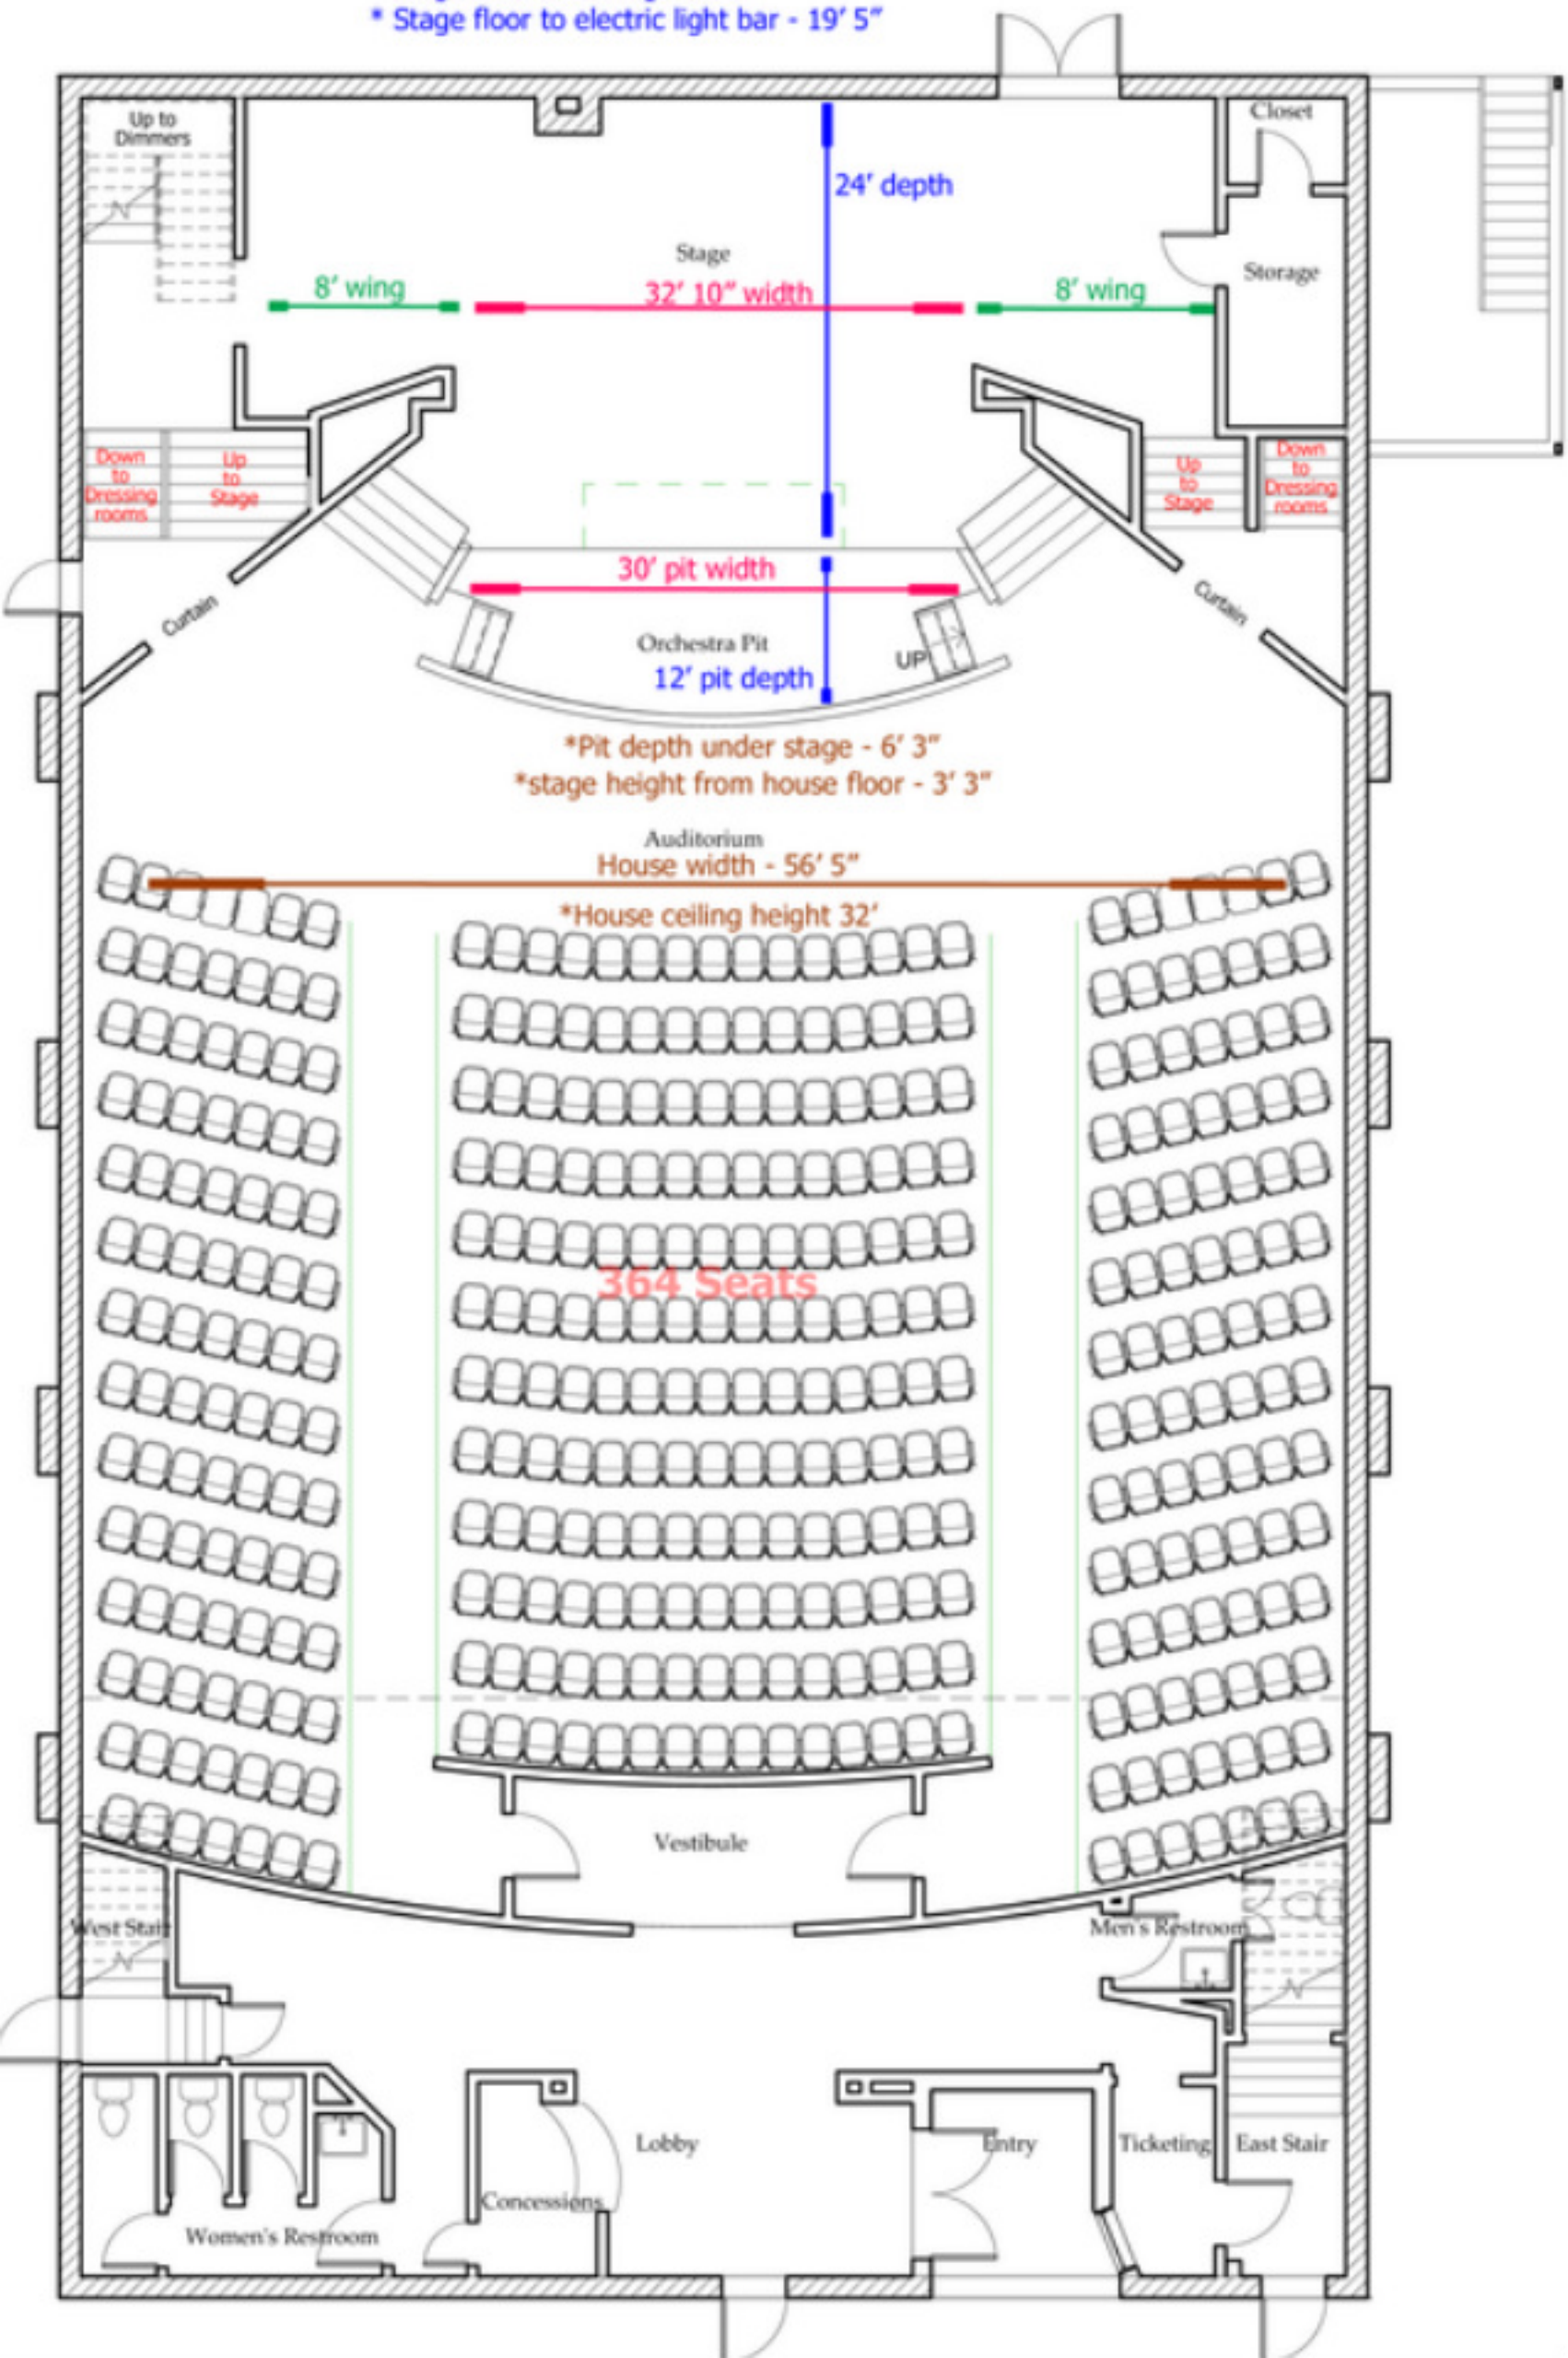 * Stage floor to electric light bar - 19' 5"
Up to
Dimmers
Closet
24' depth
Stage
Storage
8' wing
32' 10" width
8' wing
Down
to
Dressing
rooms
Up
to
Stage
Up
to
Stage
Down
to
Dressing
rooms
30' pit width
Curtain
Curtain
Orchestra Pit
UP
12' pit depth
*Pit depth under stage - 6' 3"
*stage height from house floor - 3' 3"
Auditorium
House width - 56' 5"
*House ceiling height 32'
364 Seats
Vestibule
West Stair
Men's Restroom
Lobby
Entry
Ticketing
East Stair
Concessions
Women's Restroom